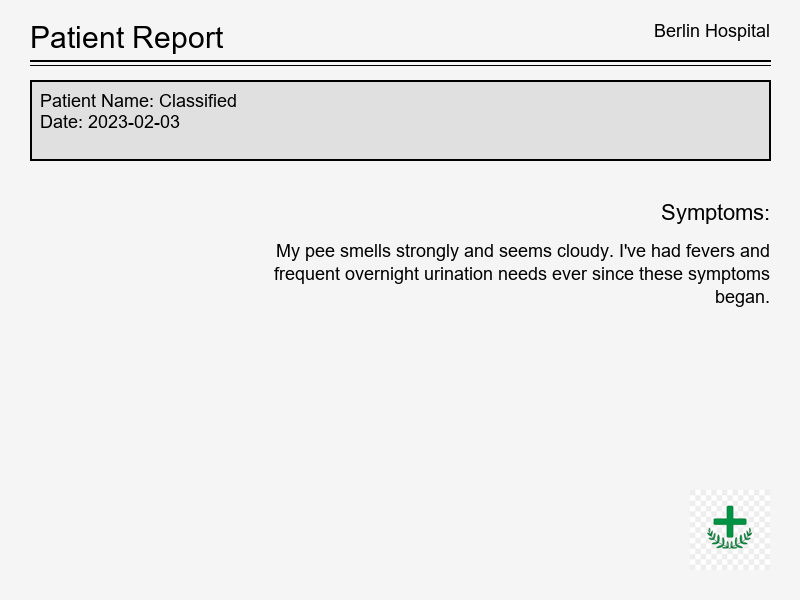 Patient Report
Berlin Hospital
Patient Name: Classified
Date: 2023-02-03
Symptoms:
My pee smells strongly and seems cloudy. I've had fevers and
frequent overnight urination needs ever since these symptoms
began.